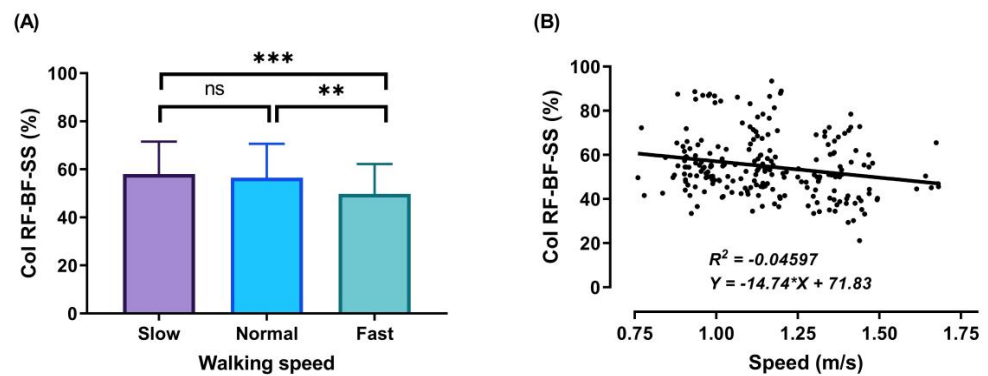 (A)
***
ns
**
CoI RF-BF-SS (%)
100
80
60
40
20
0
Slow Normal Fast
Walking speed
(B)
CoI RF-BF-SS (%)
100
80
60
40
20
0
R² = -0.04597
Y = -14.74*X + 71.83
0.75 1.00 1.25 1.50 1.75
Speed (m/s)